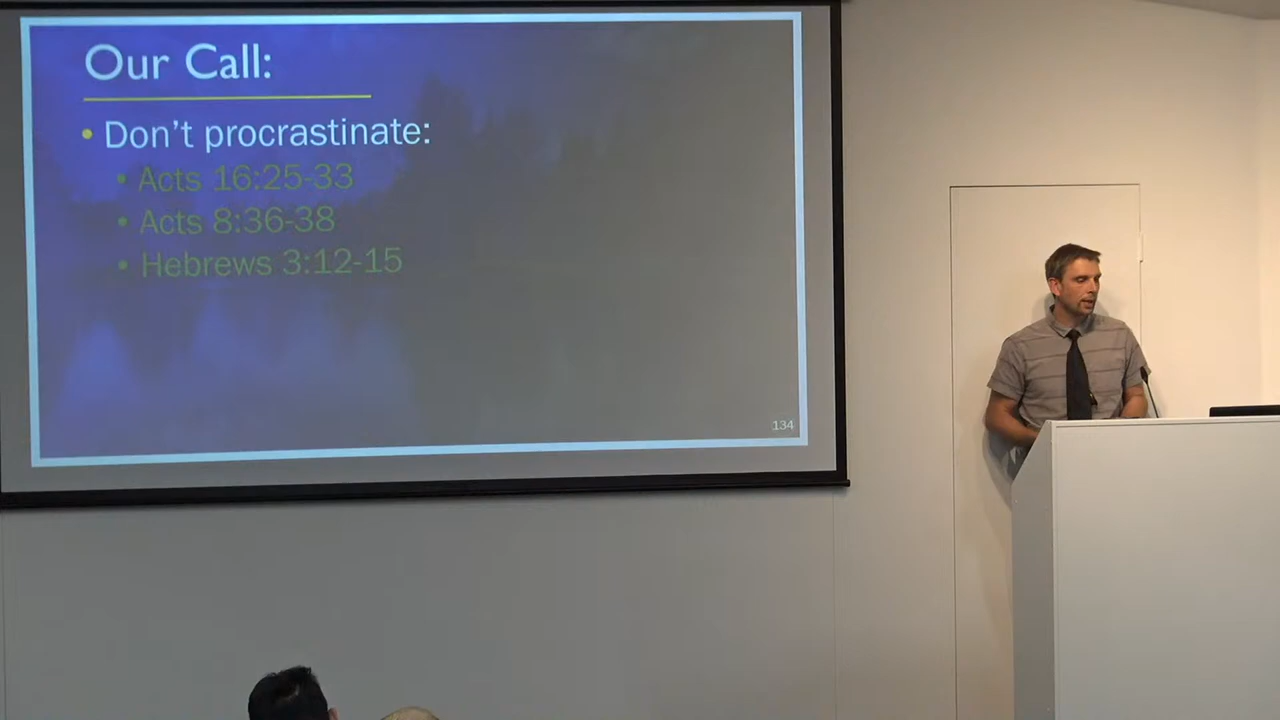 Our Call:
• Don't procrastinate:
• Acts 16:25-33
• Acts 8:36-38
• Hebrews 3:12-15
134